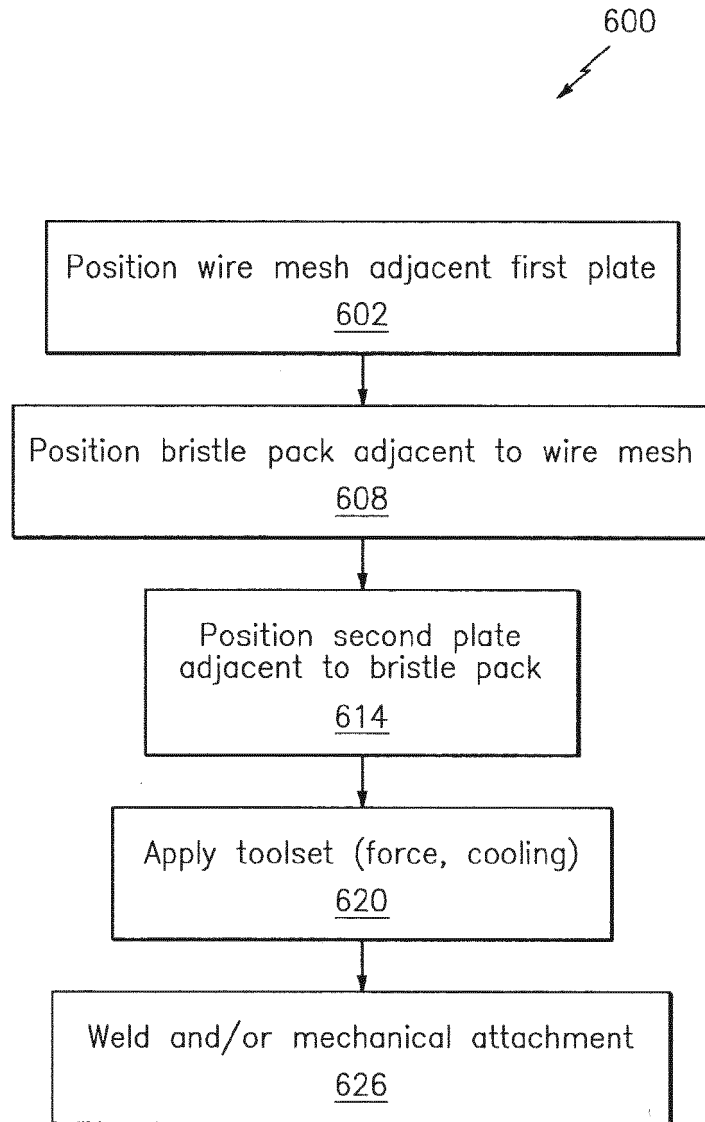 600
Position wire mesh adjacent first plate
602
Position bristle pack adjacent to wire mesh
608
Position second plate
adjacent to bristle pack
614
Apply toolset (force, cooling)
620
Weld and/or mechanical attachment
626